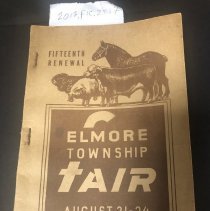 FIFTEENTH
RENEWAL
ELMORE
TOWNSHIP
FAIR
AUGUST 21-24